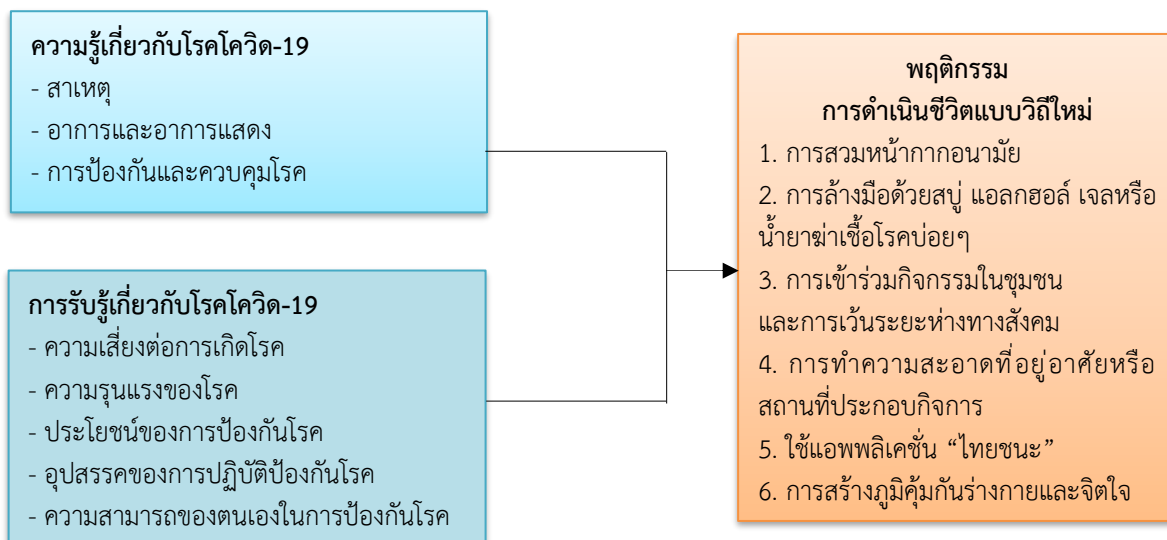 ความรู้เกี่ยวกับโรคโควิด-19
- สาเหตุ
- อาการและอาการแสดง
- การป้องกันและควบคุมโรค
การรับรู้เกี่ยวกับโรคโควิด-19
- ความเสี่ยงต่อการเกิดโรค
- ความรุนแรงของโรค
- ประโยชน์ของการป้องกันโรค
- อุปสรรคของการปฏิบัติป้องกันโรค
- ความสามารถของตนเองในการป้องกันโรค
พฤติกรรม
การดำเนินชีวิตแบบวิถีใหม่
1. การสวมหน้ากากอนามัย
2. การล้างมือด้วยสบู่ แอลกฮอล์ เจลหรือ
น้ำยาฆ่าเชื้อโรคบ่อยๆ
3. การเข้าร่วมกิจกรรมในชุมชน
และการเว้นระยะห่างทางสังคม
4. การทำความสะอาดที่อยู่อาศัยหรือ
สถานที่ประกอบกิจการ
5. ใช้แอพพลิเคชั่น “ไทยชนะ”
6. การสร้างภูมิคุ้มกันร่างกายและจิตใจ